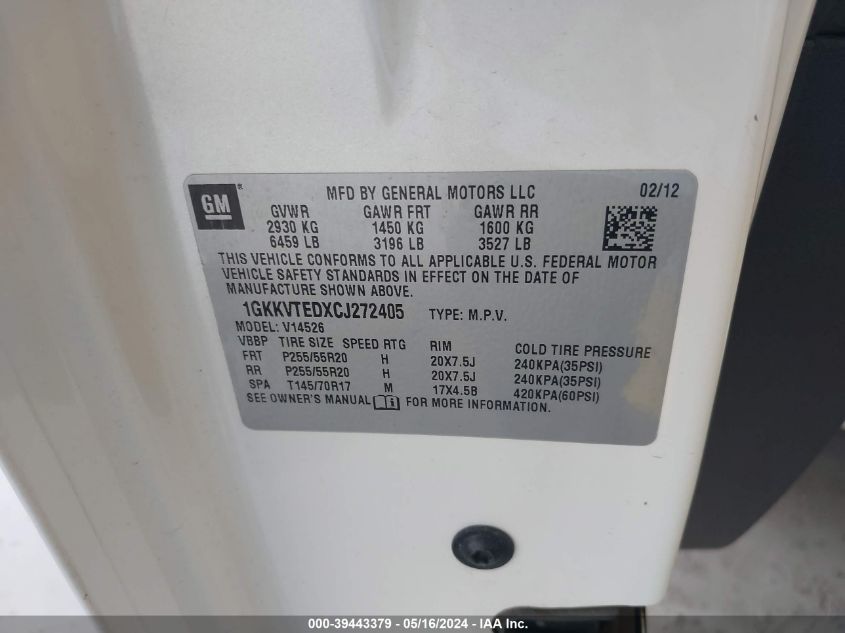 GM ®
MFD BY GENERAL MOTORS LLC 02/12
GVWR GAWR FRT GAWR RR
2930 KG 1450 KG 1600 KG
6459 LB 3196 LB 3527 LB
THIS VEHICLE CONFORMS TO ALL APPLICABLE U.S. FEDERAL MOTOR
VEHICLE SAFETY STANDARDS IN EFFECT ON THE DATE OF
MANUFACTURE SHOWN ABOVE.
1GKKVTEDXCJ272405 TYPE: M.P.V.
MODEL: V14526
VBBP TIRE SIZE SPEED RTG RIM COLD TIRE PRESSURE
FRT P255/55R20 H 20X7.5J 240KPA(35PSI)
RR P255/55R20 H 20X7.5J 240KPA(35PSI)
SPA T145/70R17 M 17X4.5B 420KPA(60PSI)
SEE OWNER'S MANUAL FOR MORE INFORMATION.
000-39443379 - 05/16/2024 - IAA Inc.